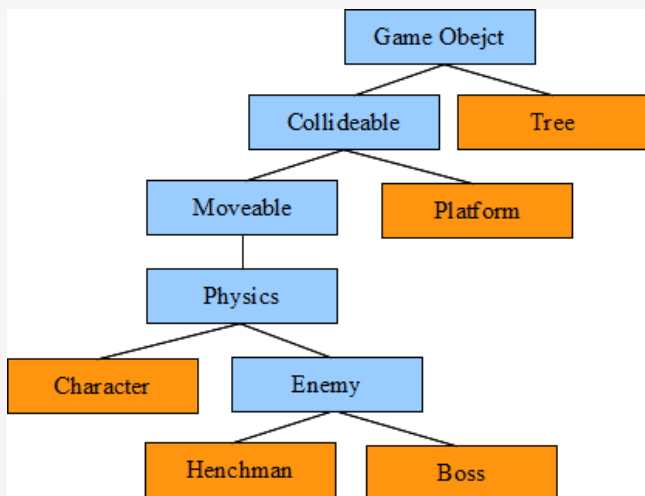 Game Obejct
Collideable
Tree
Moveable
Platform
Physics
Character
Enemy
Henchman
Boss